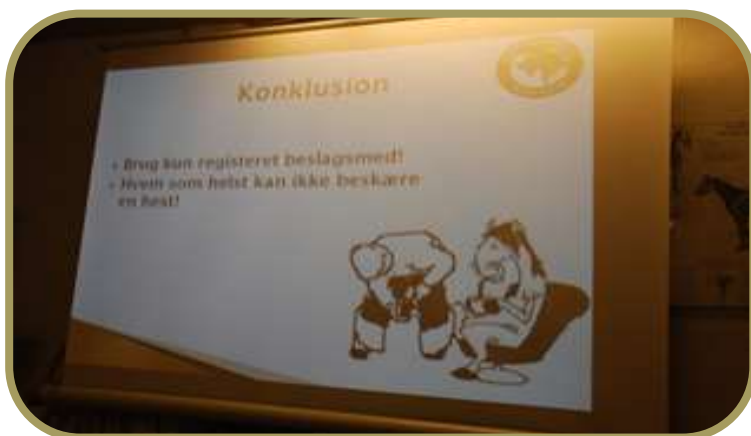 Konklusion
• Brug kun registeret beslagsmed!
• Hvem som helst kan ikke beskære
en hest!